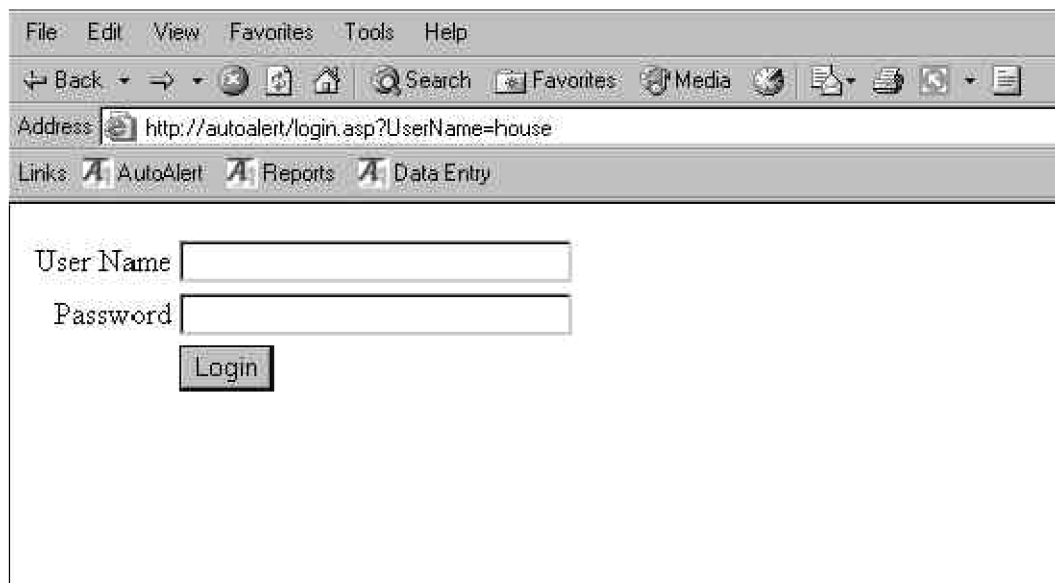 File Edit View Favorites Tools Help
Back Search Favorites Media
Address http://autoalert/login.asp?UserName=house
Links AutoAlert Reports Data Entry
User Name
Password
Login